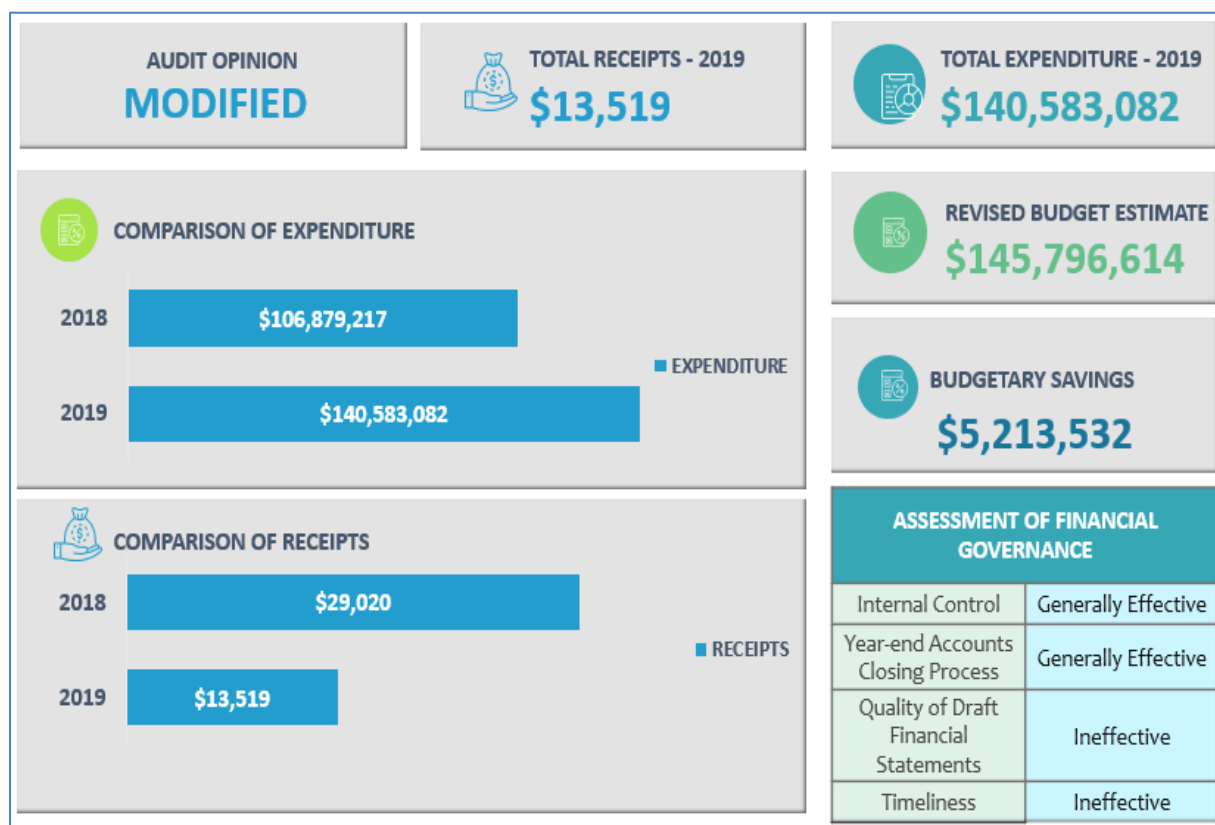 AUDIT OPINION
MODIFIED
TOTAL RECEIPTS - 2019
$13,519
TOTAL EXPENDITURE - 2019
$140,583,082
COMPARISON OF EXPENDITURE
2018
$106,879,217
EXPENDITURE
2019
$140,583,082
REVISED BUDGET ESTIMATE
$145,796,614
BUDGETARY SAVINGS
$5,213,532
COMPARISON OF RECEIPTS
2018
$29,020
RECEIPTS
2019
$13,519
ASSESSMENT OF FINANCIAL
GOVERNANCE
Internal Control
Generally Effective
Year-end Accounts
Closing Process
Generally Effective
Quality of Draft
Financial
Statements
Ineffective
Timeliness
Ineffective